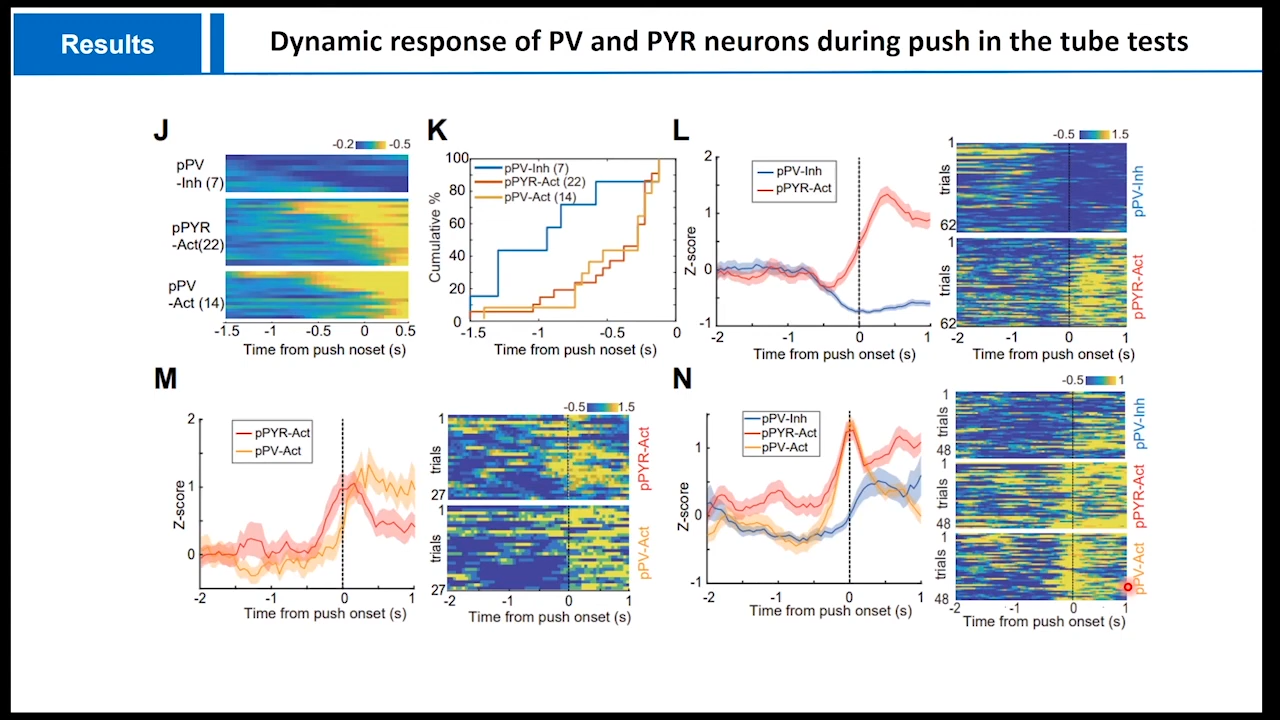 Results
Dynamic response of PV and PYR neurons during push in the tube tests
J
-0.2 -0.5
pPV
-Inh (7)
pPYR
-Act(22)
pPV
-Act (14)
-1.5 -1 -0.5 0 0.5
Time from push noset (s)
K
100
80
60
40
20
0
Cumulative %
pPV-Inh (7)
pPYR-Act (22)
pPV-Act (14)
-1.5 -1 -0.5 0
Time from push noset (s)
L
2
1
0
-1
Z-score
pPV-Inh
pPYR-Act
-2 -1 0 1
Time from push onset (s)
-0.5 1.5
1
trials
62
pPV-Inh
1
trials
62
pPYR-Act
-2 -1 0 1
Time from push onset (s)
M
2
1
0
Z-score
pPYR-Act
pPV-Act
-2 -1 0 1
Time from push onset (s)
-0.5 1.5
1
trials
27
pPYR-Act
1
trials
27
pPV-Act
-2 -1 0 1
Time from push onset (s)
N
1
0
-1
Z-score
pPV-Inh
pPYR-Act
pPV-Act
-2 -1 0 1
Time from push onset (s)
-0.5 1
1
trials
48
pPV-Inh
1
trials
48
pPYR-Act
1
trials
48
pPV-Act
-2 -1 0 1
Time from push onset (s)